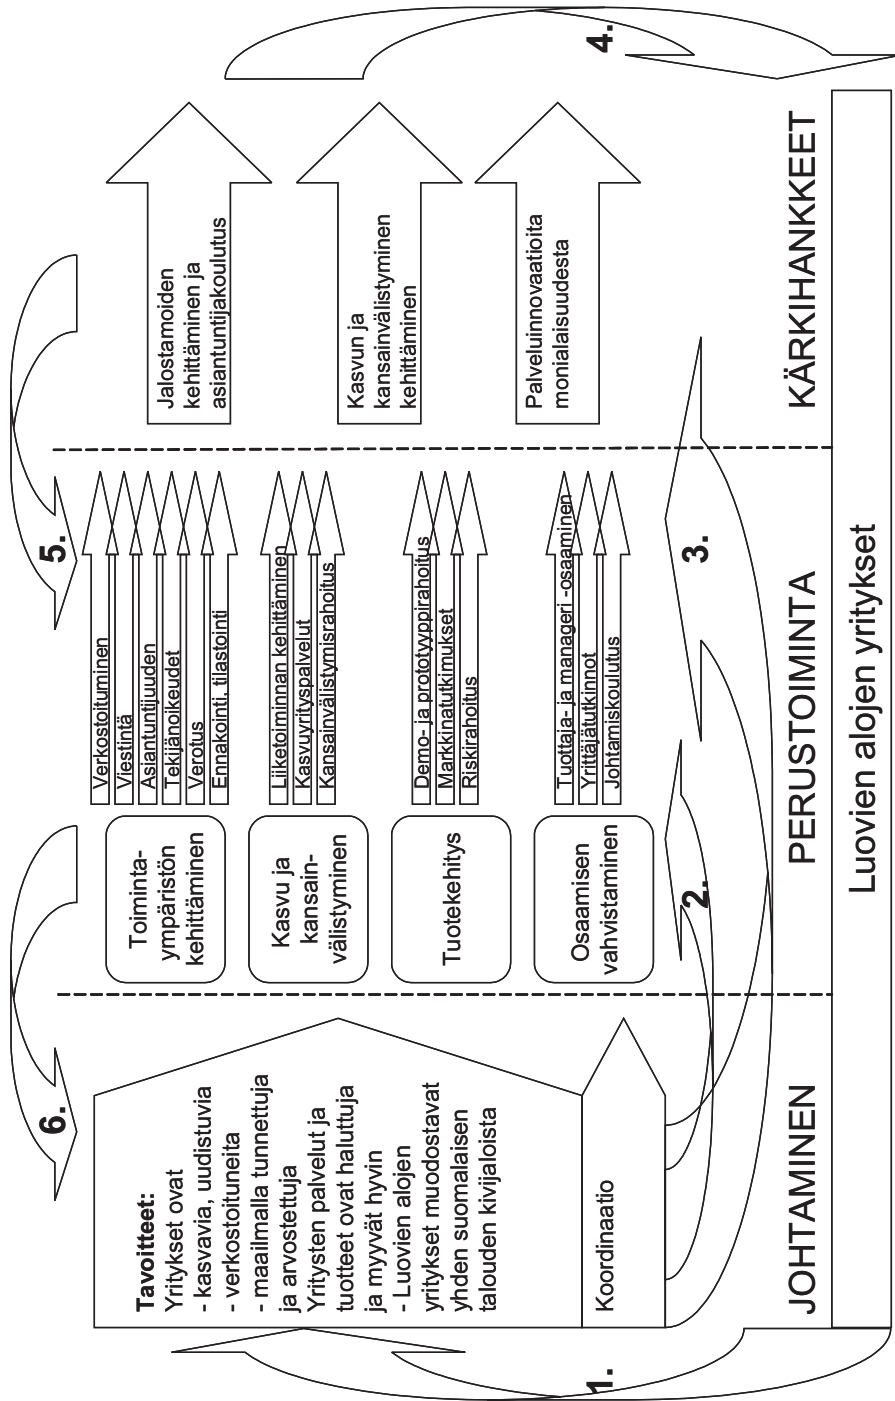 1.
6.
5.
4.
Tavoitteet:
Yritykset ovat
- kasvavia, uudistuvia
- verkostoituneita
- maailmalla tunnettuja
ja arvostettuja
Yritysten palvelut ja
tuotteet ovat haluttuja
ja myyvät hyvin
- Luovien alojen
yritykset muodostavat
yhden suomalaisen
talouden kivijaloista
Koordinaatio
JOHTAMINEN
Toiminta-
ympäristön
kehittäminen
Verkostoituminen
Viestintä
Asiantuntijuuden
Tekijänoikeudet
Verotus
Ennakointi, tilastointi
Kasvu ja
kansain-
välistyminen
Liiketoiminnan kehittäminen
Kasvuyrityspalvelut
Kansainvälistymisrahoitus
Tuotekehitys
Demo- ja prototyyppirahoitus
Markkinatutkimukset
Riskirahoitus
Osaamisen
vahvistaminen
Tuottaja- ja manageri -osaaminen
Yrittäjätutkinnot
Johtamiskoulutus
2.
3.
PERUSTOIMINTA
Jalostamoiden
kehittäminen ja
asiantuntijakoulutus
Kasvun ja
kansainvälistyminen
kehittäminen
Palveluinnovaatioita
monialaisuudesta
KÄRKIHANKKEET
Luovien alojen yritykset